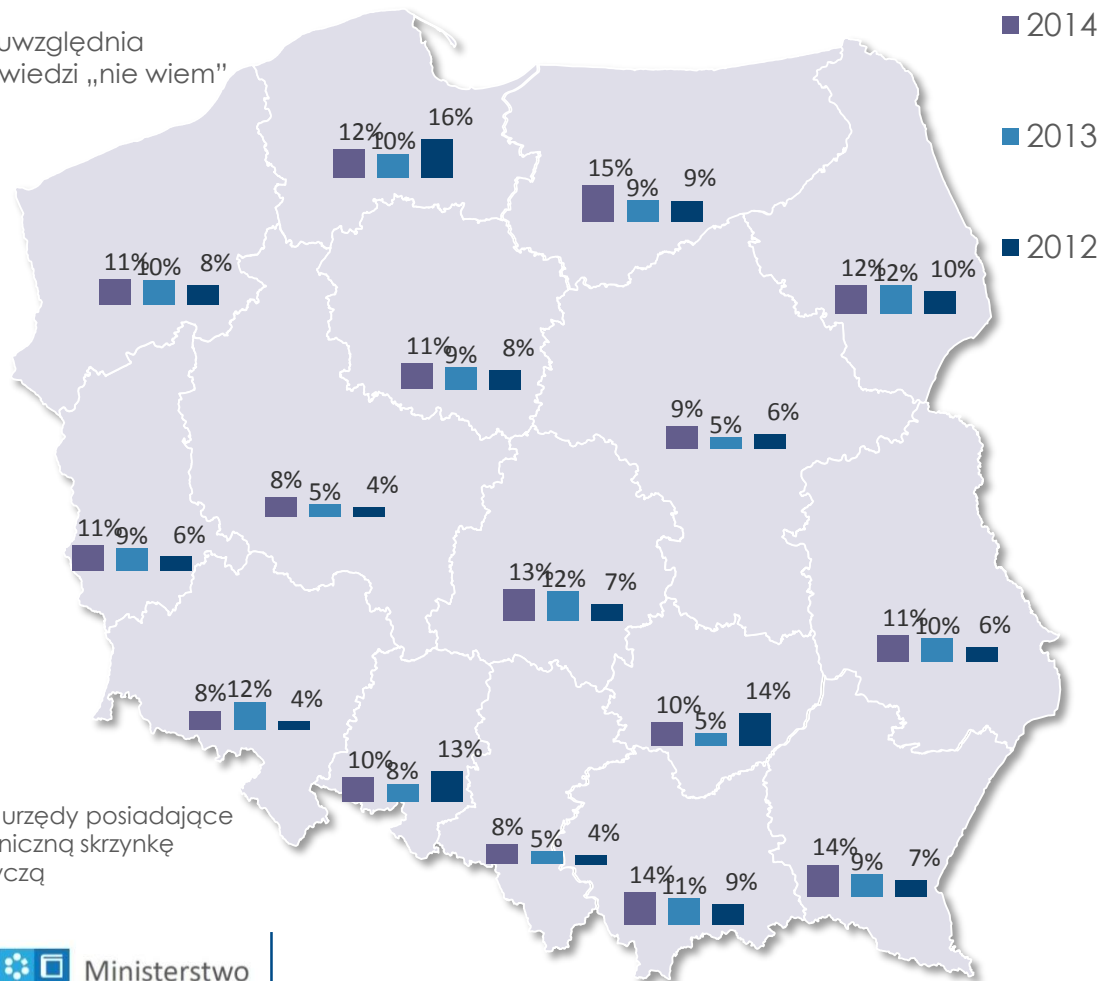 uwzględnia
wiedzi „nie wiem”
2014
2013
2012
12% 10% 16%
15% 9% 9%
11% 10% 8%
12% 12% 10%
11% 9% 8%
9% 5% 6%
8% 5% 4%
11% 9% 6%
13% 12% 7%
11% 10% 6%
8% 12% 4%
10% 5% 14%
10% 8% 13%
8% 5% 4%
14% 11% 9%
14% 9% 7%
urzędy posiadające
niczną skrzynkę
yczą
Ministerstwo